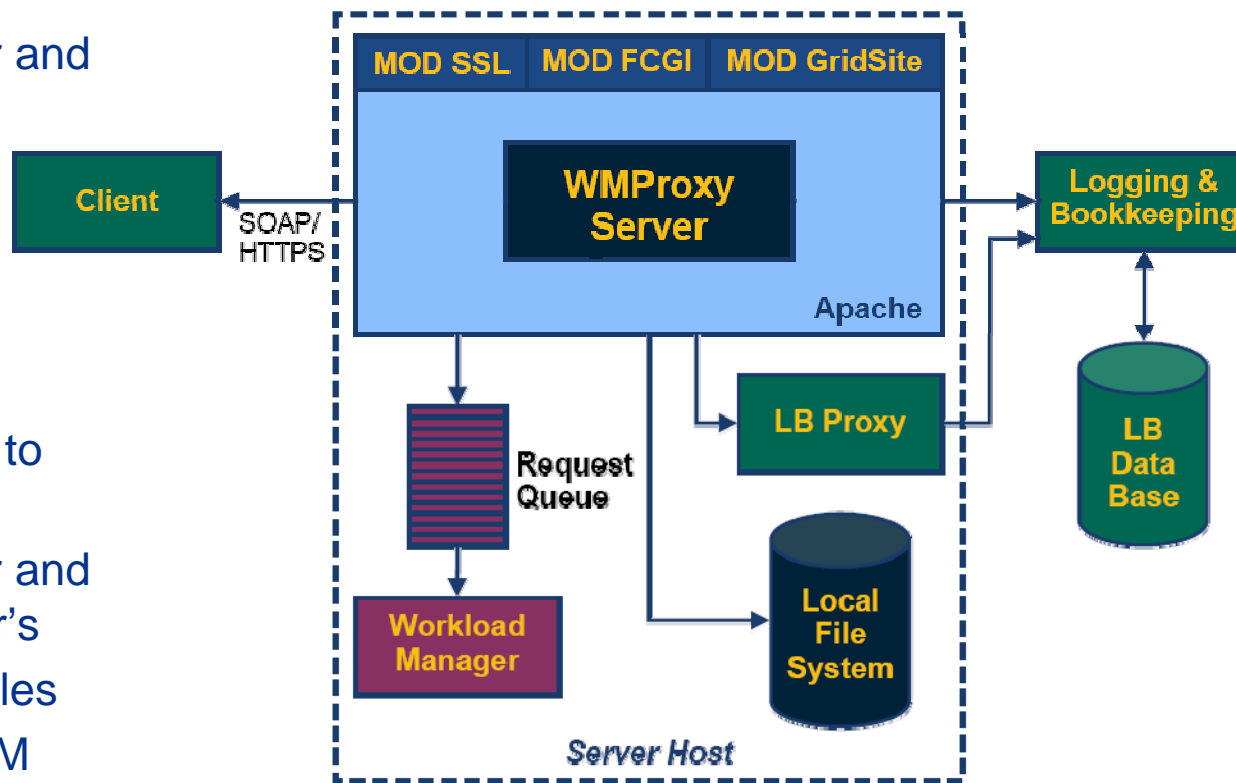 r and
to
r and
r's
les
M
MOD SSL MOD FCGI MOD GridSite
WMProxy
Server
Apache
Client
SOAP/
HTTPS
Logging &
Bookkeeping
LB Proxy
LB
Data
Base
Request
Queue
Workload
Manager
Local
File
System
Server Host